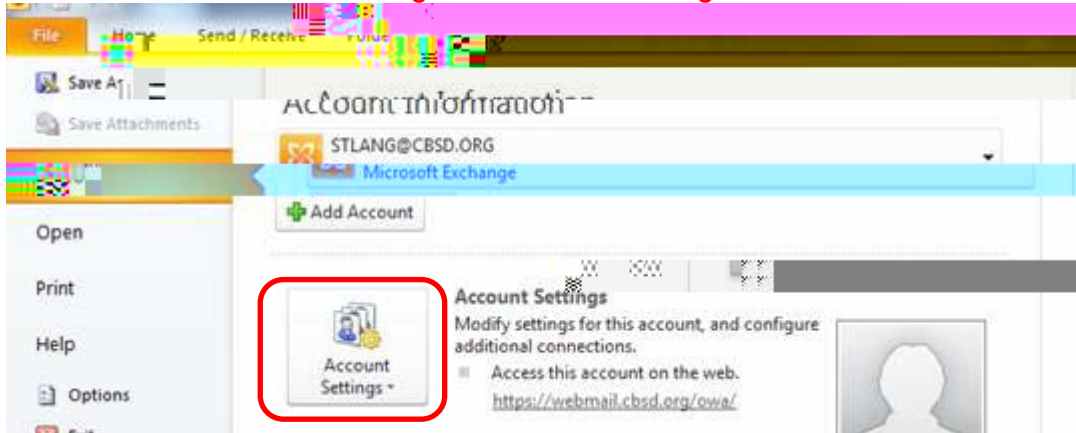 File Home Send / Receive
Save As
Save Attachments
Account Information
STLANG@CBSD.ORG
Microsoft Exchange
Add Account
Open
Print
Help
Options
Account Settings
Account Settings
Modify settings for this account, and configure
additional connections.
Access this account on the web.
https://webmail.cbsd.org/owa/